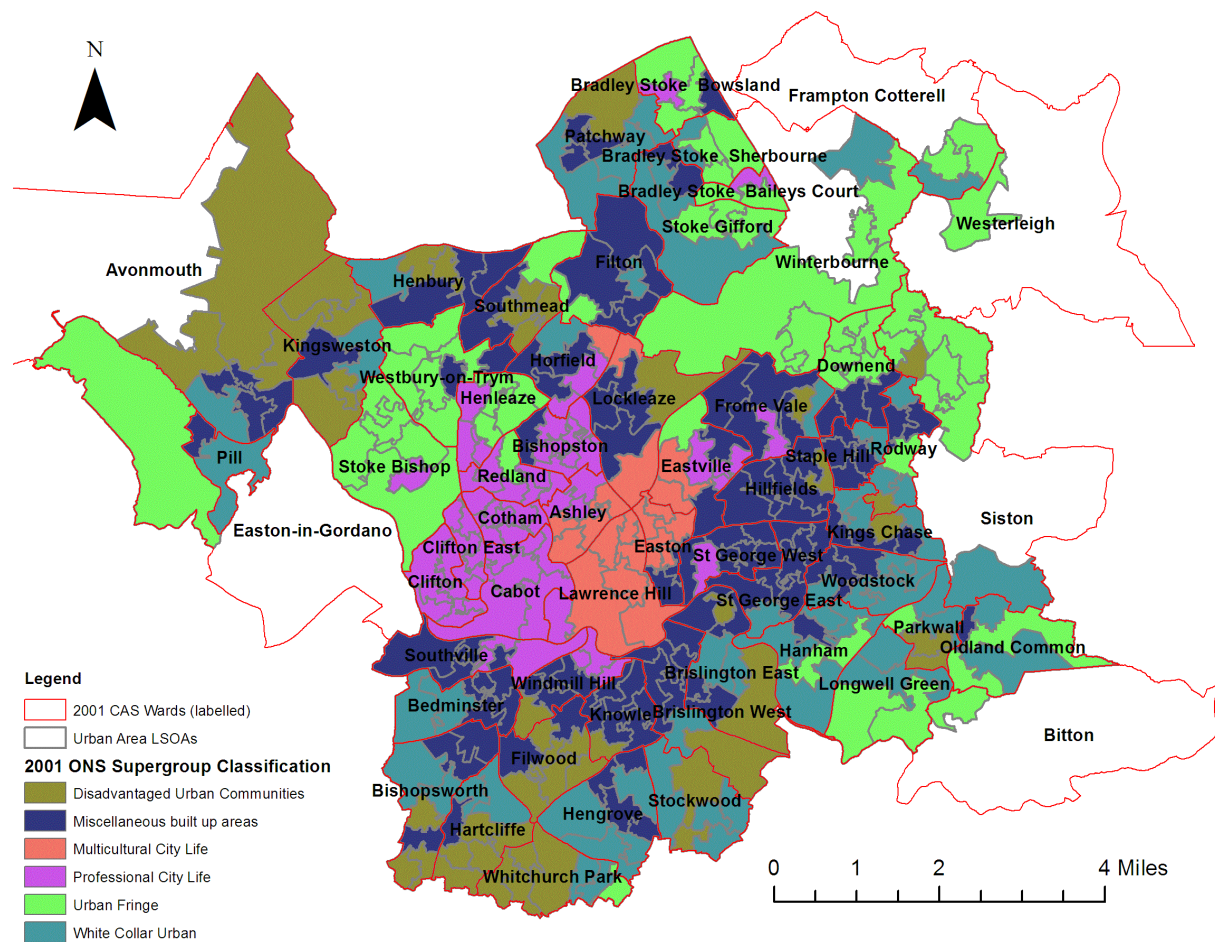 N
Bradley Stoke Bowsland
Frampton Cotterell
Patchway
Bradley Stoke Sherbourne
Bradley Stoke Baileys Court
Stoke Gifford
Westerleigh
Avonmouth
Filton
Winterbourne
Henbury
Southmead
Kingsweston
Horfield
Downend
Westbury-on-Trym
Henleaze
Lockleaze
Frome Vale
Bishopston
Rodway
Staple Hill
Pill
Stoke Bishop
Eastville
Redland
Hillfields
Cotham
Ashley
Siston
Easton-in-Gordano
Kings Chase
Clifton East
Easton
St George West
Clifton
Cabot
Lawrence Hill
Woodstock
St George East
Parkwall
Southville
Hanham
Oldland Common
Brislington East
Windmill Hill
Longwell Green
Bedminster
Knowle
Brislington West
Bitton
Filwood
Bishopsworth
Stockwood
Hengrove
Hartcliffe
Whitchurch Park
Legend
2001 CAS Wards (labelled)
Urban Area LSOAs
2001 ONS Supergroup Classification
Disadvantaged Urban Communities
Miscellaneous built up areas
Multicultural City Life
Professional City Life
Urban Fringe
White Collar Urban
0 1 2 4 Miles